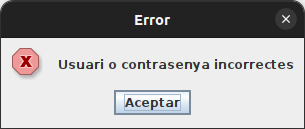 Error
Usuari o contrasenya incorrectes
Aceptar